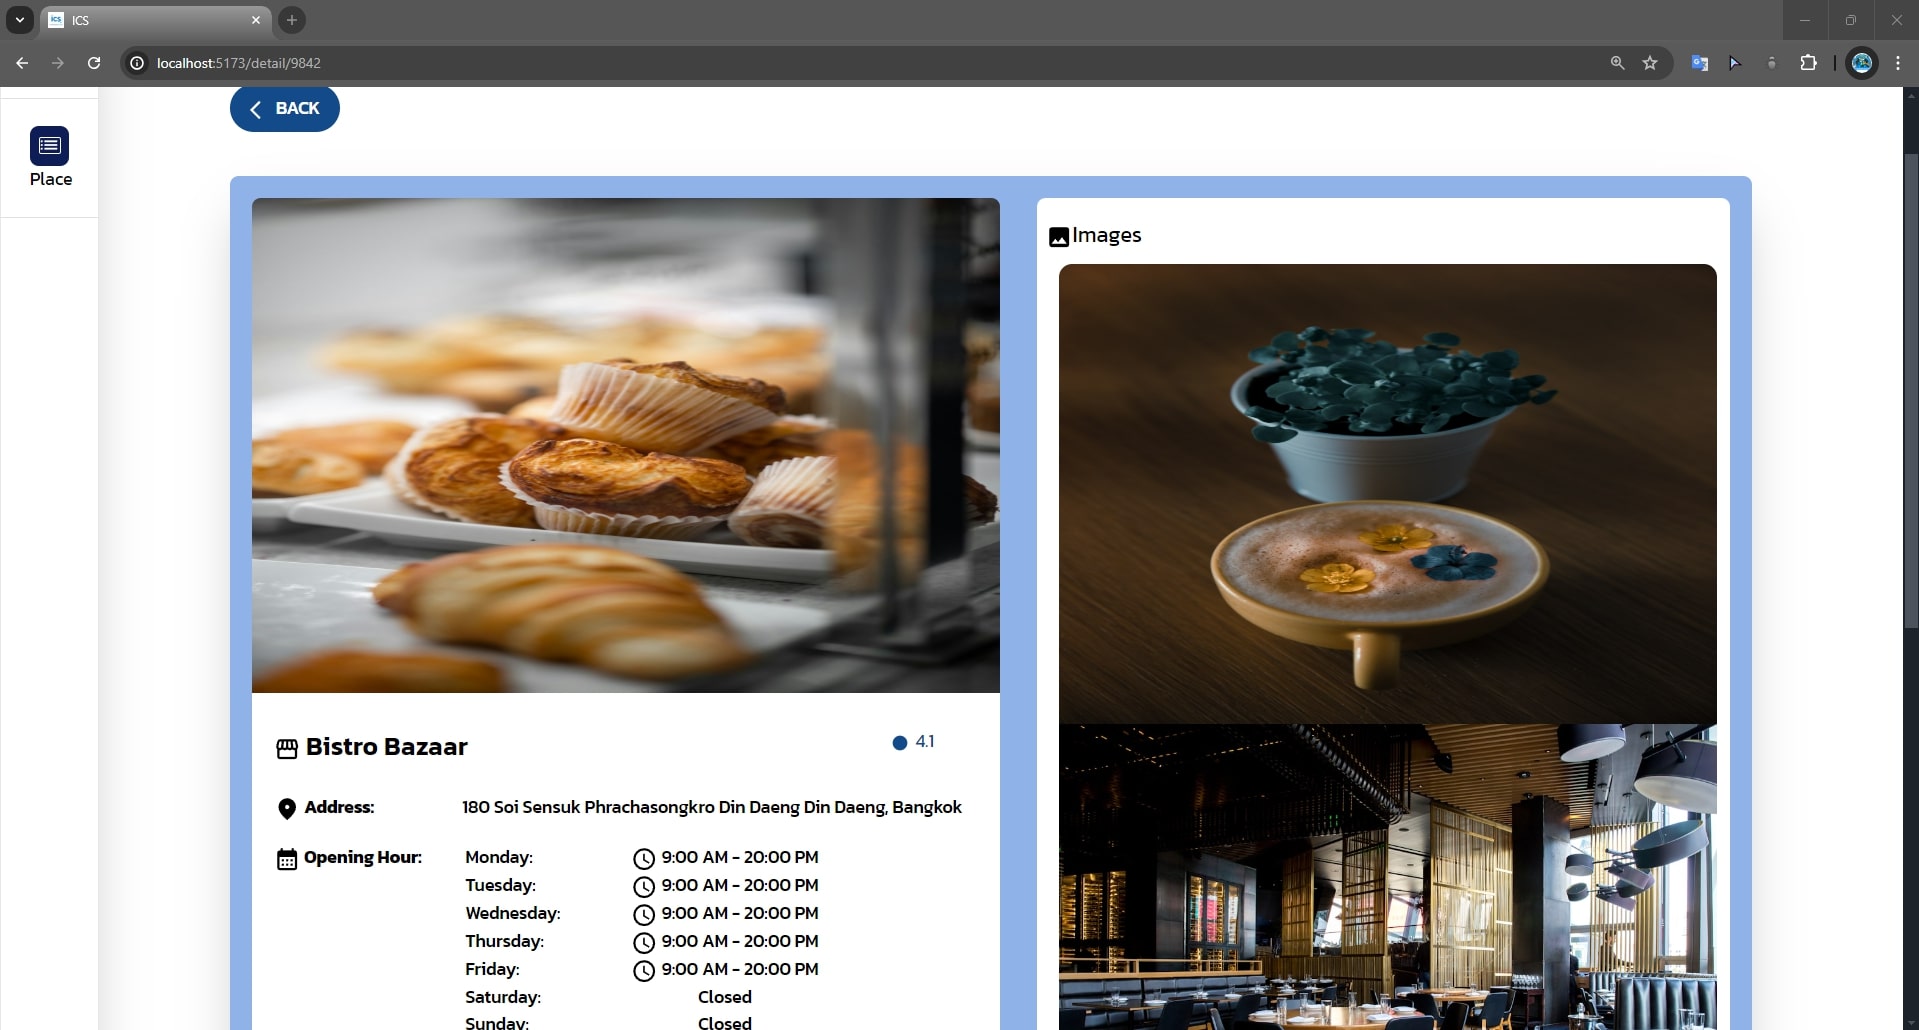 ICS
localhost:5173/detail/9842
BACK
Place
Images
Bistro Bazaar
4.1
Address: 180 Soi Sensuk Phrachasongkro Din Daeng Din Daeng, Bangkok
Opening Hour: Monday: 9:00 AM - 20:00 PM
Tuesday: 9:00 AM - 20:00 PM
Wednesday: 9:00 AM - 20:00 PM
Thursday: 9:00 AM - 20:00 PM
Friday: 9:00 AM - 20:00 PM
Saturday: Closed
Sunday: Closed